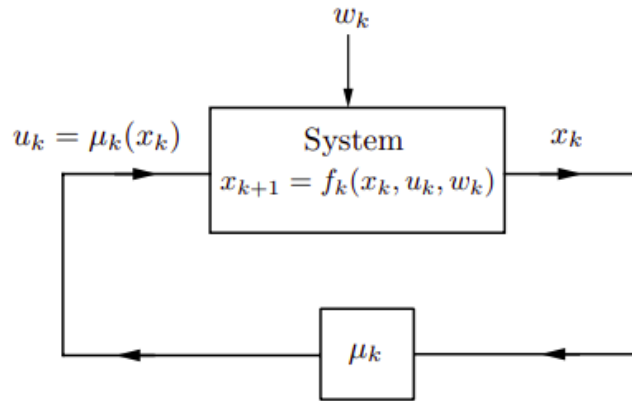 w_k
u_k = μ_k(x_k)
System
x_k
x_{k+1} = f_k(x_k, u_k, w_k)
μ_k